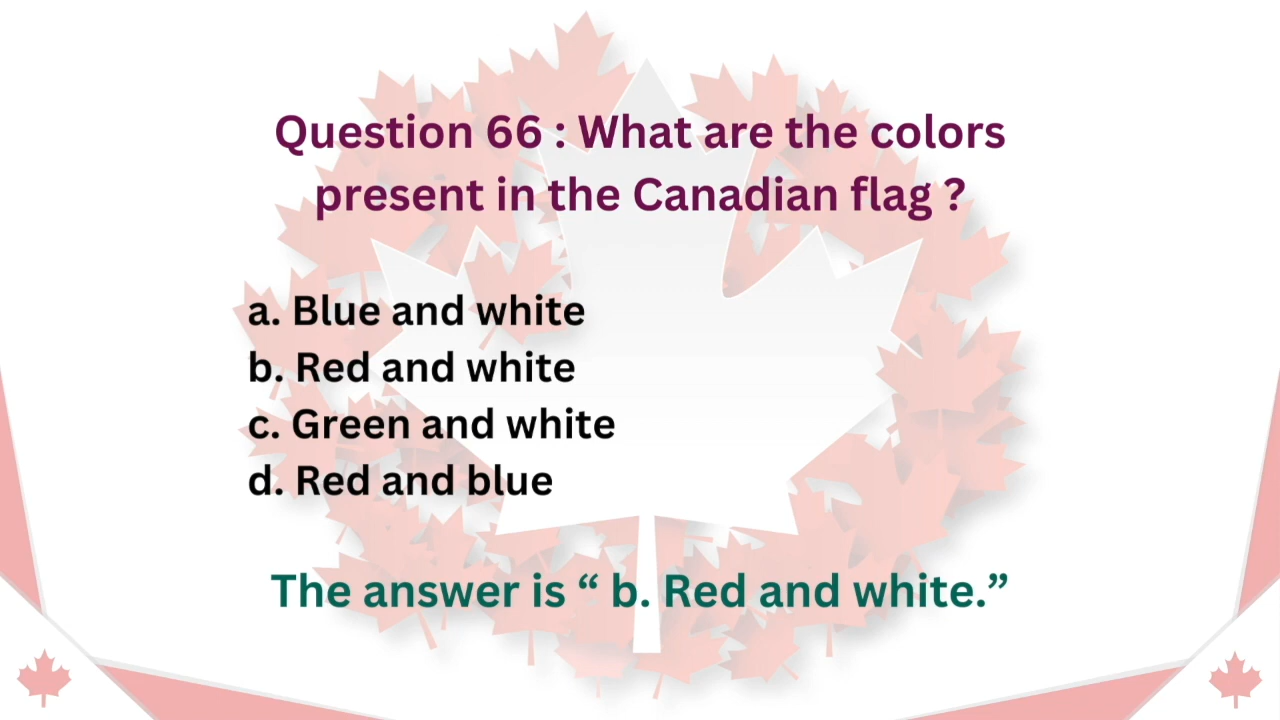 Question 66 : What are the colors
present in the Canadian flag ?
a. Blue and white
b. Red and white
c. Green and white
d. Red and blue
The answer is “ b. Red and white.”